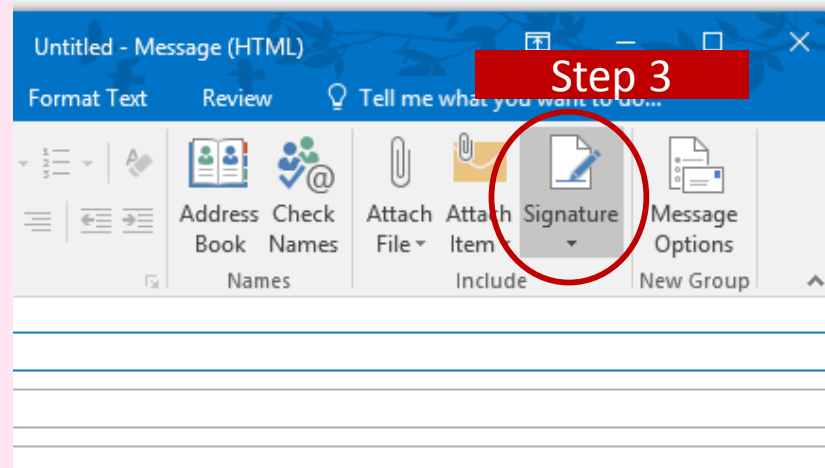 Untitled - Message (HTML)
Step 3
Format Text Review Tell me what you want to do...
Address Book
Check Names
Attach File
Attach Item
Signature
Message Options
Names
Include
New Group